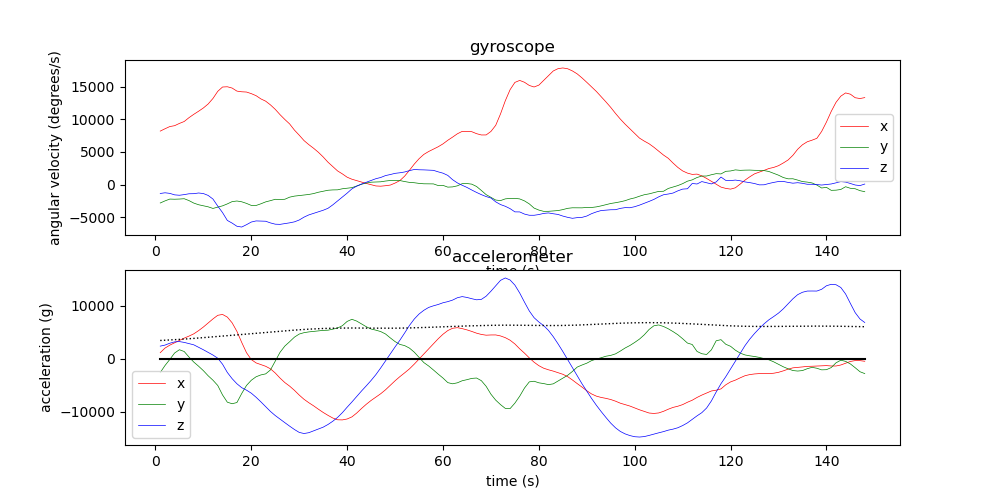 gyroscope
angular velocity (degrees/s)
15000
10000
5000
0
−5000
x
y
z
0 20 40 60 80 100 120 140
time (s)
accelerometer
acceleration (g)
10000
0
−10000
x
y
z
0 20 40 60 80 100 120 140
time (s)